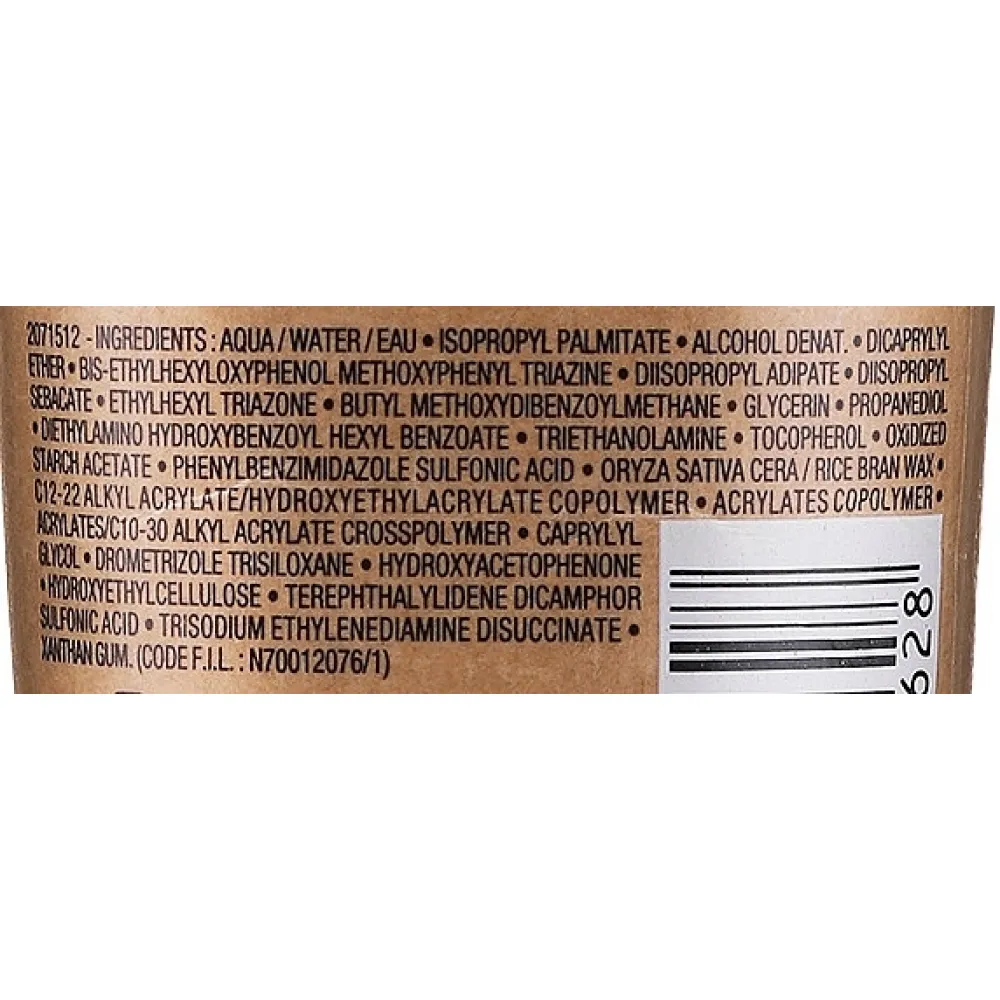 2071512 - INGREDIENTS : AQUA / WATER / EAU • ISOPROPYL PALMITATE • ALCOHOL DENAT. • DICAPRYLYL
ETHER • BIS-ETHYLHEXYLOXYPHENOL METHOXYPHENYL TRIAZINE • DIISOPROPYL ADIPATE • DIISOPROPYL
SEBACATE • ETHYLHEXYL TRIAZONE • BUTYL METHOXYDIBENZOYLMETHANE • GLYCERIN • PROPANEDIOL
• DIETHYLAMINO HYDROXYBENZOYL HEXYL BENZOATE • TRIETHANOLAMINE • TOCOPHEROL • OXIDIZED
STARCH ACETATE • PHENYLBENZIMIDAZOLE SULFONIC ACID • ORYZA SATIVA CERA / RICE BRAN WAX •
C12-22 ALKYL ACRYLATE/HYDROXYETHYLACRYLATE COPOLYMER • ACRYLATES COPOLYMER •
ACRYLATES/C10-30 ALKYL ACRYLATE CROSSPOLYMER • CAPRYLYL
GLYCOL • DROMETRIZOLE TRISILOXANE • HYDROXYACETOPHENONE
• HYDROXYETHYLCELLULOSE • TEREPHTHALYLIDENE DICAMPHOR
SULFONIC ACID • TRISODIUM ETHYLENEDIAMINE DISUCCINATE •
XANTHAN GUM. (CODE F.I.L. : N70012076/1)
628